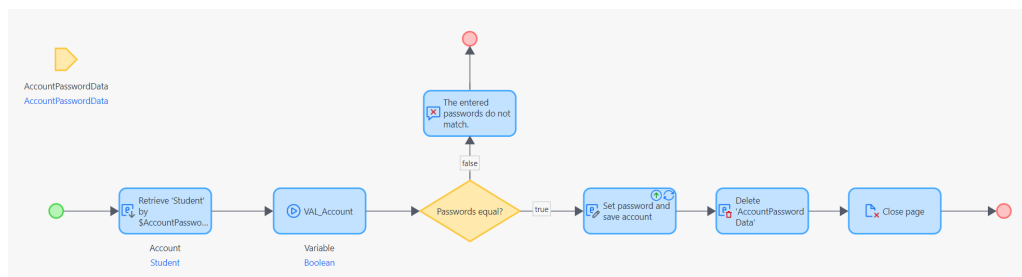 AccountPasswordData
AccountPasswordData
The entered
passwords do not
match.
false
Retrieve 'Student'
by
$AccountPasswo...
Account
Student
VAL_Account
Variable
Boolean
Passwords equal?
true
Set password and
save account
Delete
'AccountPassword
Data'
Close page